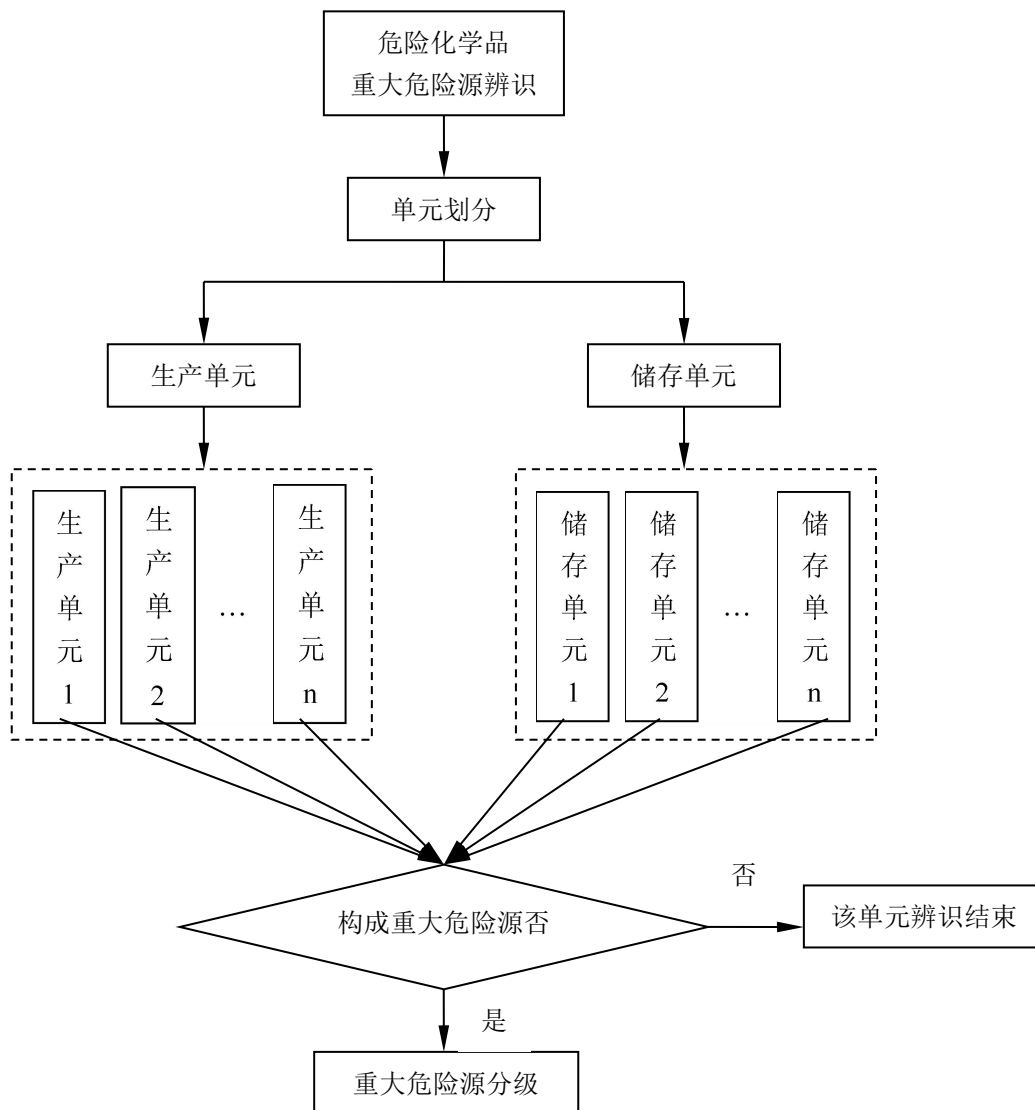 危险化学品
重大危险源辨识
单元划分
生产单元
储存单元
生产单元1
生产单元2
…
生产单元n
储存单元1
储存单元2
…
储存单元n
否
构成重大危险源否
该单元辨识结束
是
重大危险源分级